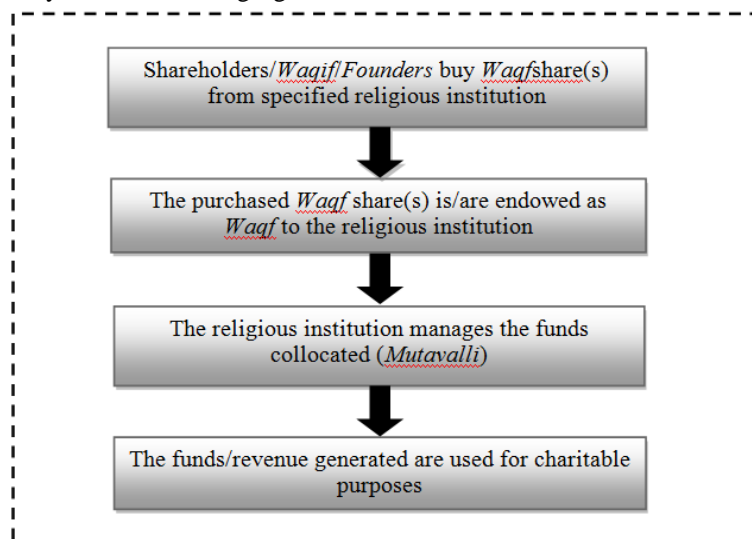 Shareholders/Waqif/Founders buy Waqfshare(s)
from specified religious institution
The purchased Waqf share(s) is/are endowed as
Waqf to the religious institution
The religious institution manages the funds
collocated (Mutavalli)
The funds/revenue generated are used for charitable
purposes